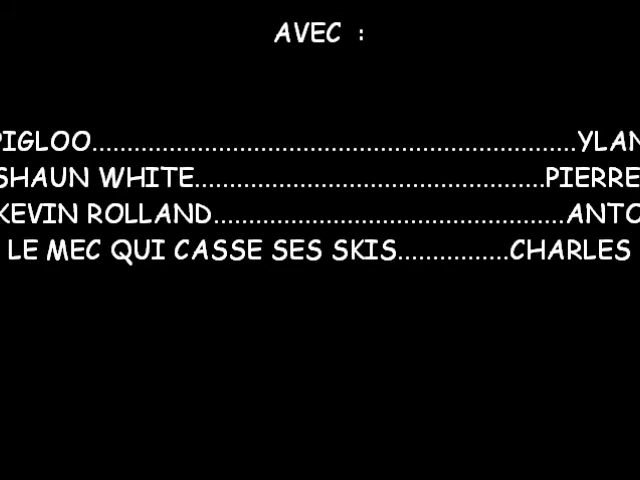 AVEC :
PIGLOO.......................................................................YLAN
SHAUN WHITE...................................................PIERRE
KEVIN ROLLAND...................................................ANTO
LE MEC QUI CASSE SES SKIS................CHARLES